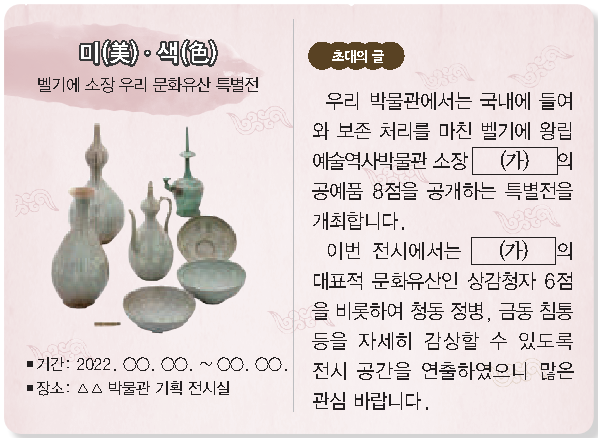 미(美)·색(色)
벨기에 소장 우리 문화유산 특별전
■기간: 2022. ○○. ○○. ~ ○○. ○○.
■장소: △△ 박물관 기획 전시실
초대의 글
우리 박물관에서는 국내에 들여
와 보존 처리를 마친 벨기에 왕립
예술역사박물관 소장 (가) 의
공예품 8점을 공개하는 특별전을
개최합니다.
이번 전시에서는 (가) 의
대표적 문화유산인 상감청자 6점
을 비롯하여 청동 정병, 금동 침통
등을 자세히 감상할 수 있도록
전시 공간을 연출하였으니 많은
관심 바랍니다.